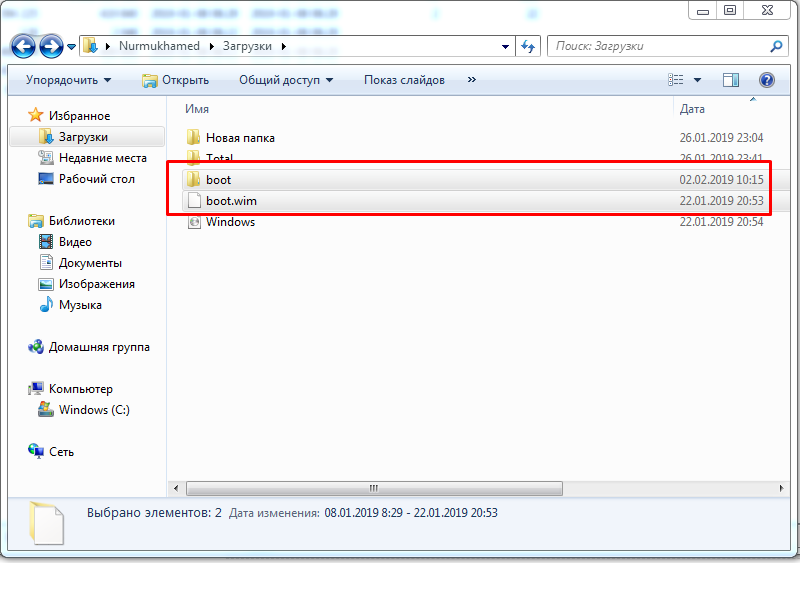 Nurmukhamed Загрузки Поиск: Загрузки
Упорядочить Открыть Общий доступ Показ слайдов »
Избранное
Загрузки
Недавние места
Рабочий стол
Библиотеки
Видео
Документы
Изображения
Музыка
Домашняя группа
Компьютер
Windows (C:)
Сеть
Имя Дата
Новая папка 26.01.2019 23:04
Total 26.01.2019 23:41
boot 02.02.2019 10:15
boot.wim 22.01.2019 20:53
Windows 22.01.2019 20:54
Выбрано элементов: 2 Дата изменения: 08.01.2019 8:29 - 22.01.2019 20:53